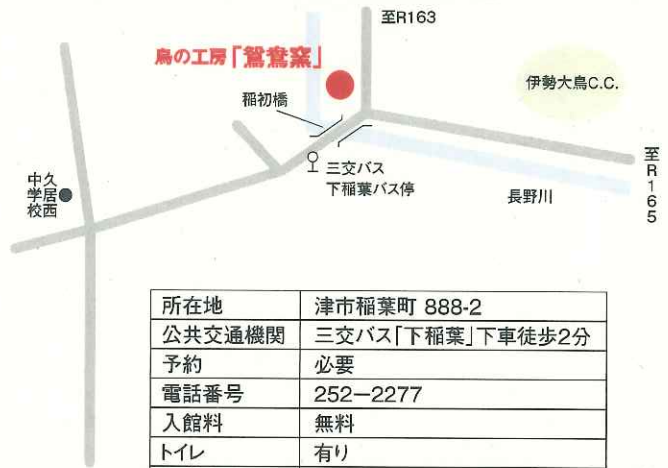 至R163
鳥の工房「鴛鴦窯」
伊勢大鳥C.C.
稲初橋
至R165
三交バス
下稲葉バス停
長野川
久居西
中学校
所在地 津市稲葉町 888-2
公共交通機関 三交バス「下稲葉」下車徒歩2分
予約 必要
電話番号 252-2277
入館料 無料
トイレ 有り